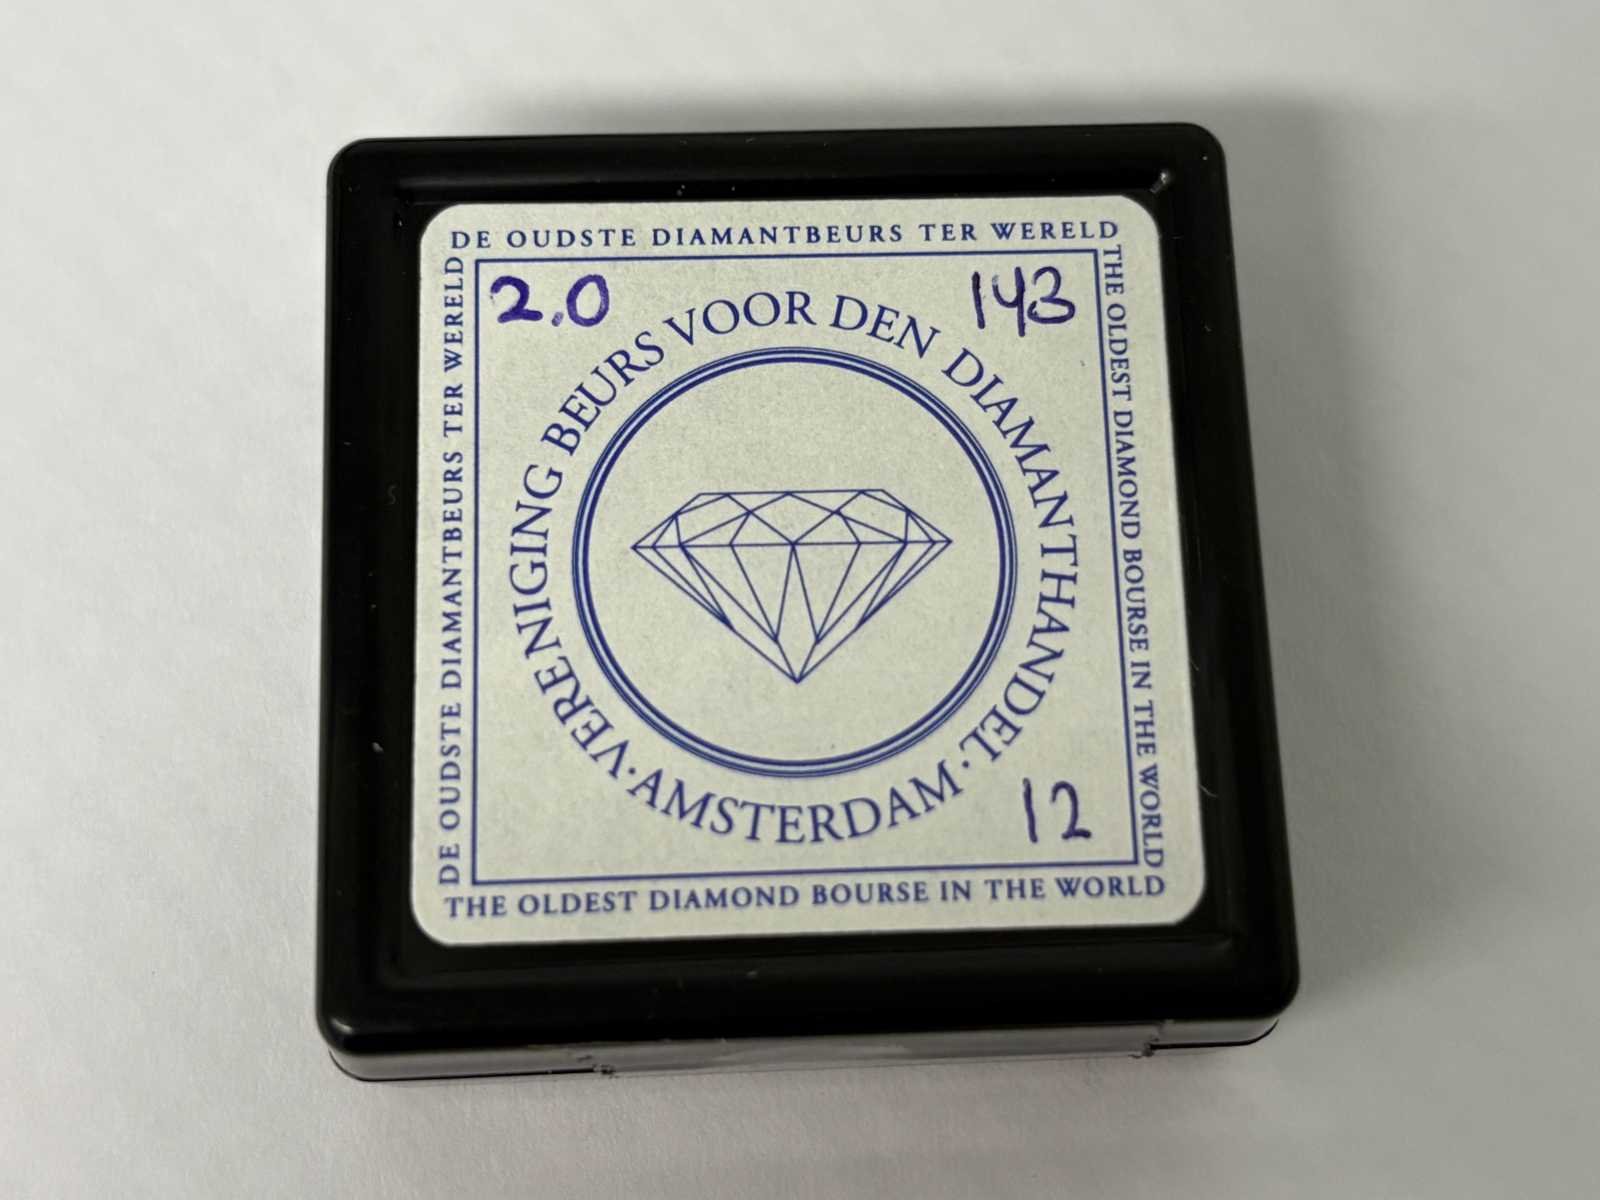 DE OUDSTE DIAMANTBEURS TER WERELD
2.0
143
DE OUDSTE DIAMANTBEURS TER WERELD
VERENIGING BEURS VOOR DEN DIAMANTHANDEL
·AMSTERDAM·
THE OLDEST DIAMOND BOURSE IN THE WORLD
12
THE OLDEST DIAMOND BOURSE IN THE WORLD